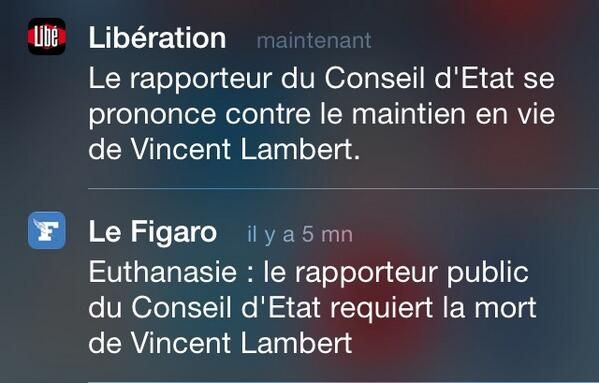 Libé
Libération maintenant
Le rapporteur du Conseil d'Etat se
prononce contre le maintien en vie
de Vincent Lambert.
F
Le Figaro il y a 5 mn
Euthanasie : le rapporteur public
du Conseil d'Etat requiert la mort
de Vincent Lambert